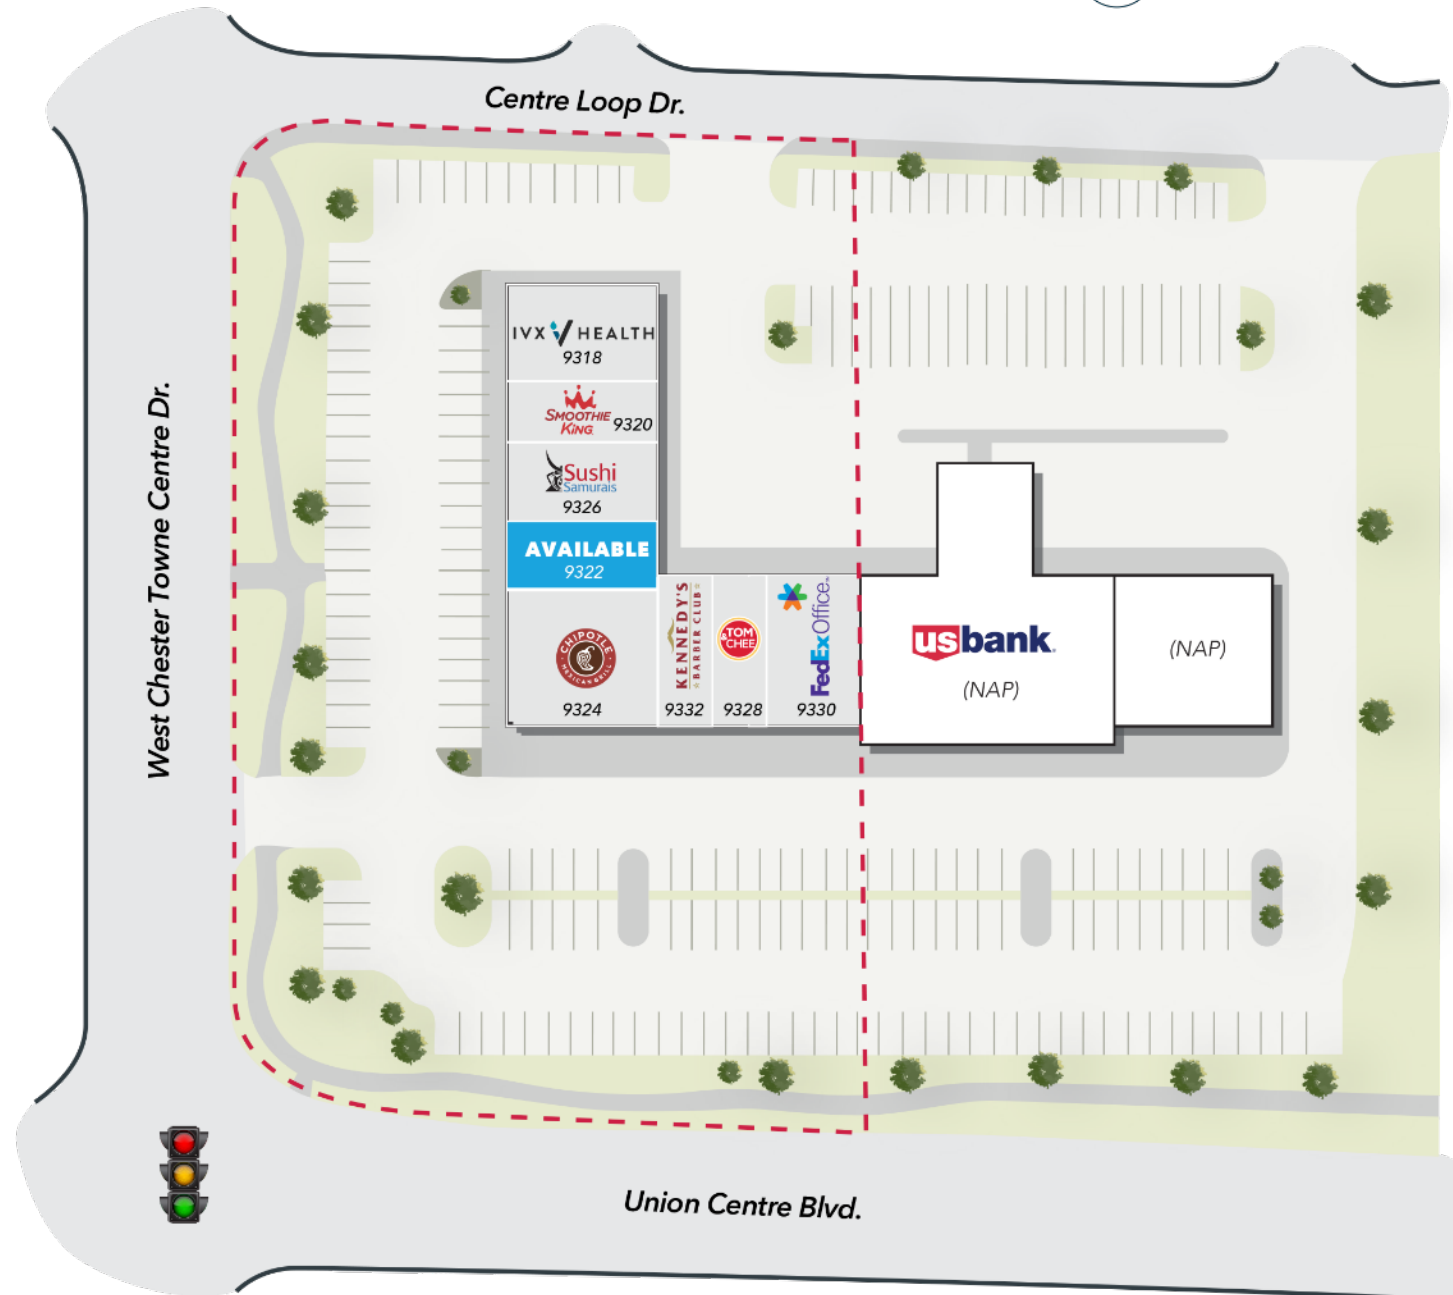 Centre Loop Dr.
West Chester Towne Centre Dr.
IVX HEALTH
9318
SMOOTHIE
KING
9320
Sushi
Samurais
9326
AVAILABLE
9322
CHIPOTLE
MEXICAN GRILL
9324
KENNEDY'S
BARBER CLUB
9332
TOM
& CHEE
9328
FedEx Office
9330
usbank
(NAP)
(NAP)
Union Centre Blvd.